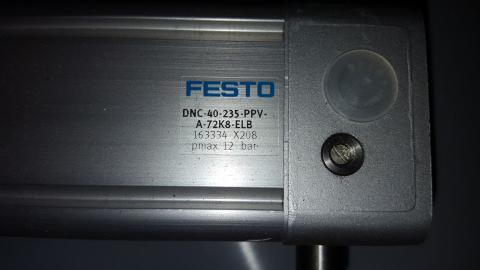 FESTO
DNC-40-235-PPV-
A-72K8-ELB
163334 X208
pmax 12 bar